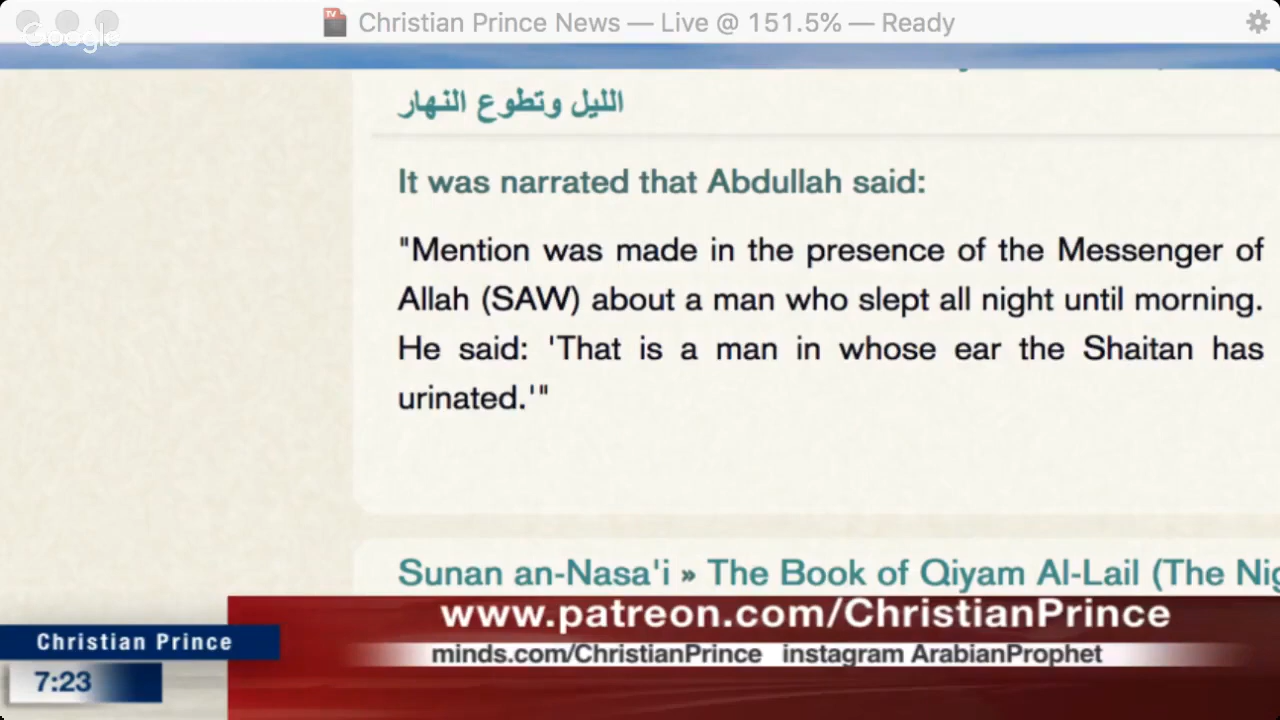 Christian Prince News — Live @ 151.5% — Ready
Google
الليل وتطوع النهار
It was narrated that Abdullah said:
"Mention was made in the presence of the Messenger of
Allah (SAW) about a man who slept all night until morning.
He said: 'That is a man in whose ear the Shaitan has
urinated.'"
Sunan an-Nasa'i » The Book of Qiyam Al-Lail (The
www.patreon.com/ChristianPrince
Christian Prince
minds.com/ChristianPrince instagram ArabianProphet
7:23